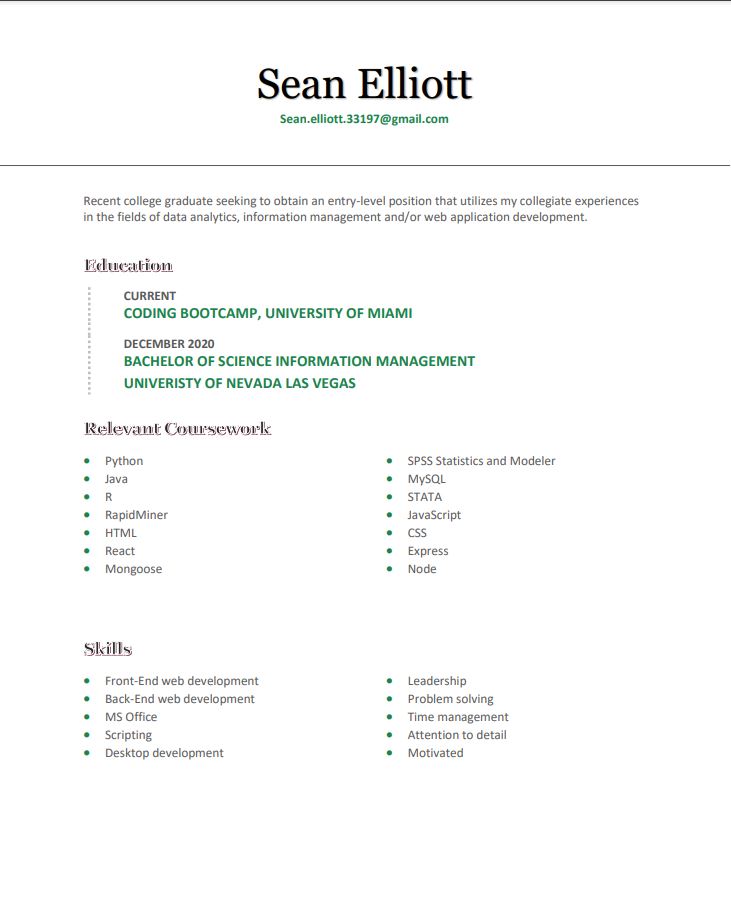 Sean Elliott
Sean.elliott.33197@gmail.com
Recent college graduate seeking to obtain an entry-level position that utilizes my collegiate experiences
in the fields of data analytics, information management and/or web application development.
Education
CURRENT
CODING BOOTCAMP, UNIVERSITY OF MIAMI
DECEMBER 2020
BACHELOR OF SCIENCE INFORMATION MANAGEMENT
UNIVERISTY OF NEVADA LAS VEGAS
Relevant Coursework
Python
Java
R
RapidMiner
HTML
React
Mongoose
SPSS Statistics and Modeler
MySQL
STATA
JavaScript
CSS
Express
Node
Skills
Front-End web development
Back-End web development
MS Office
Scripting
Desktop development
Leadership
Problem solving
Time management
Attention to detail
Motivated